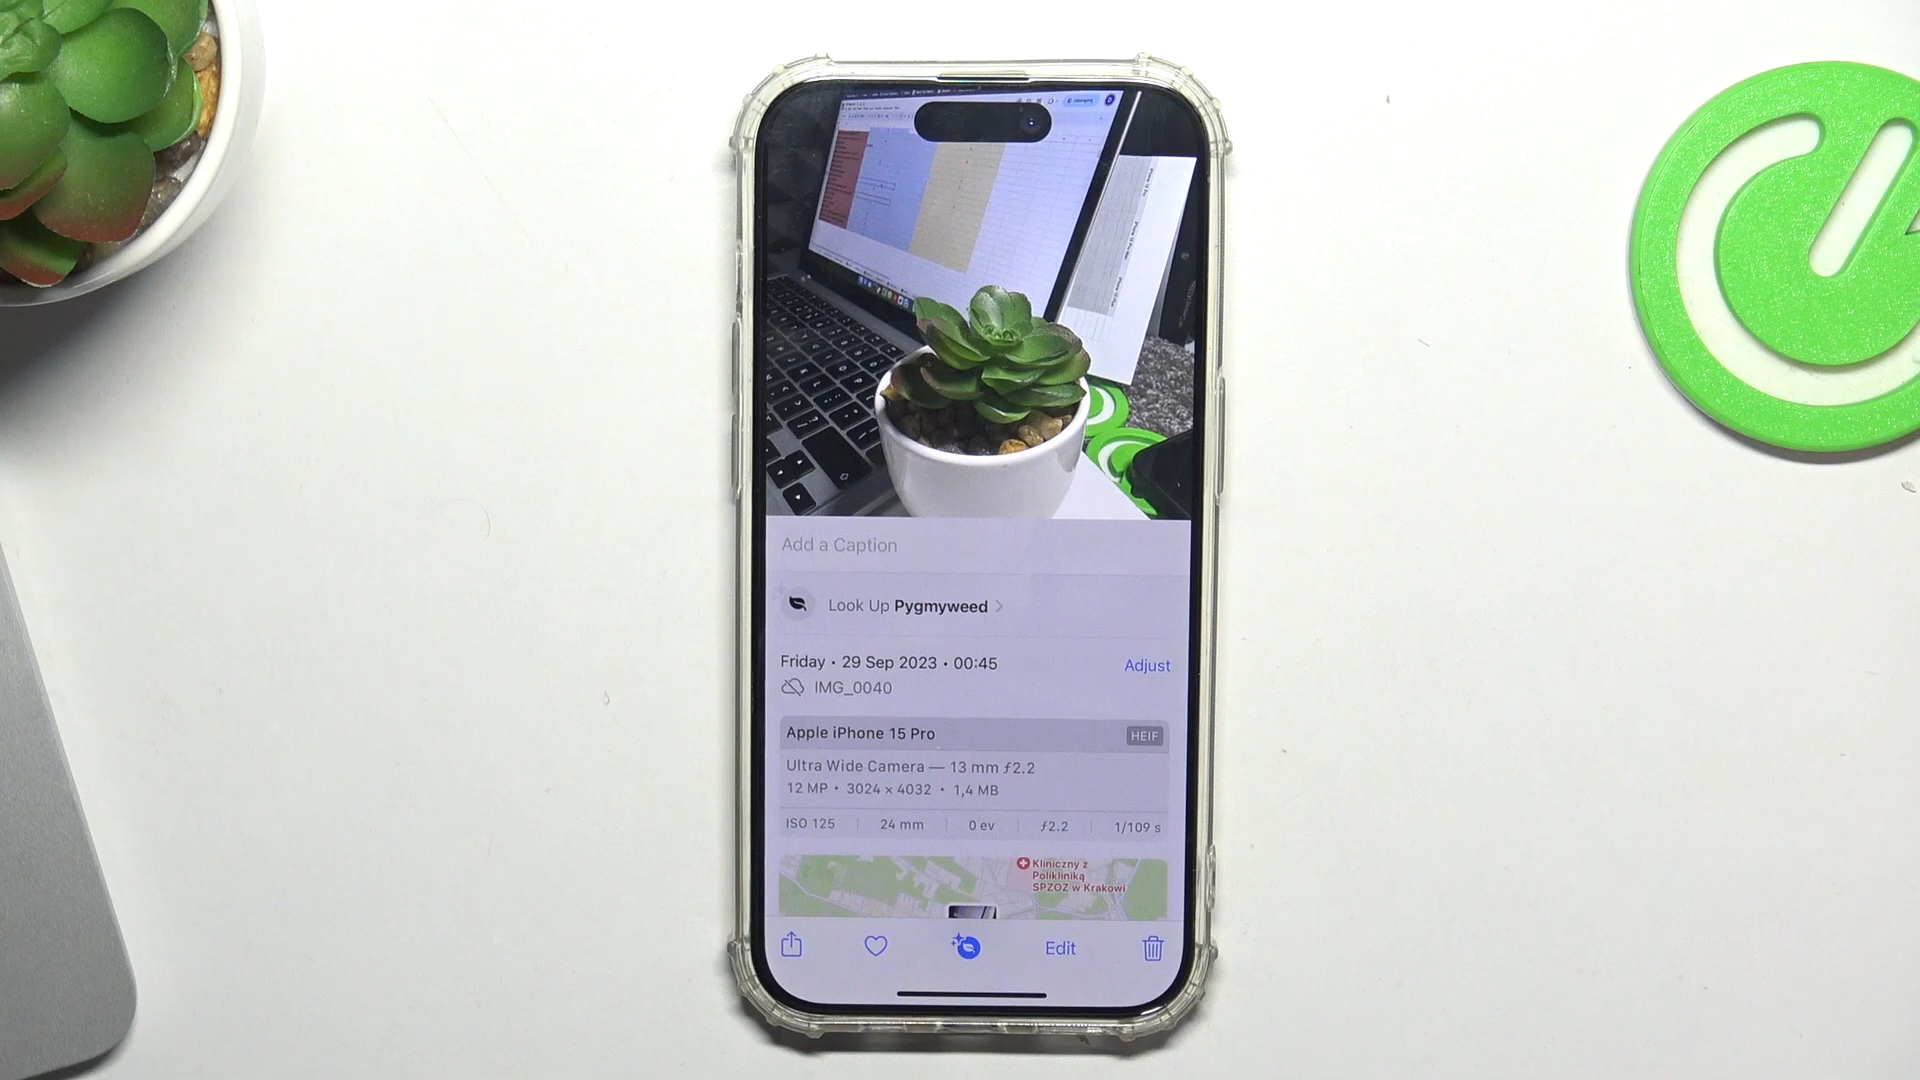 Add a Caption
Look Up Pygmyweed
Friday • 29 Sep 2023 • 00:45
Adjust
IMG_0040
Apple iPhone 15 Pro
HEIF
Ultra Wide Camera — 13 mm ƒ2.2
12 MP • 3024 × 4032 • 1,4 MB
ISO 125
24 mm
0 ev
ƒ2.2
1/109 s
Kliniczny z
Polikliniką
SPZOZ w Krakowi
Edit